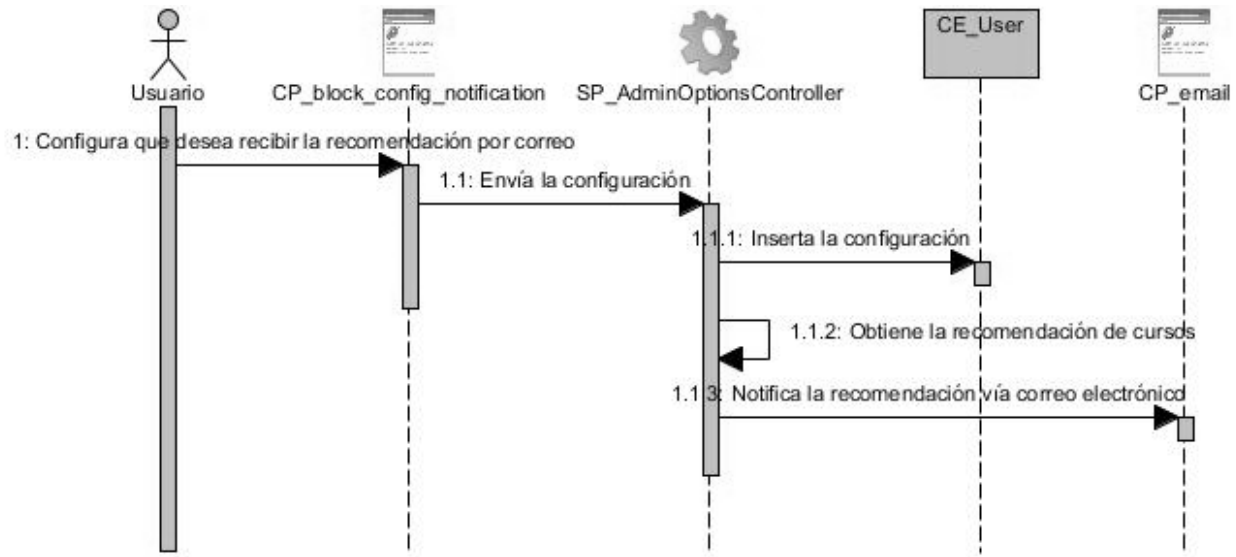 CE_User
Usuario
CP_block_config_notification
SP_AdminOptionsController
CP_email
1: Configura que desea recibir la recomendación por correo
1.1: Envía la configuración
1.1.1: Inserta la configuración
1.1.2: Obtiene la recomendación de cursos
1.1.3: Notifica la recomendación vía correo electrónico